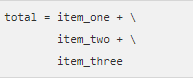 total = item_one + \
item_two + \
item_three